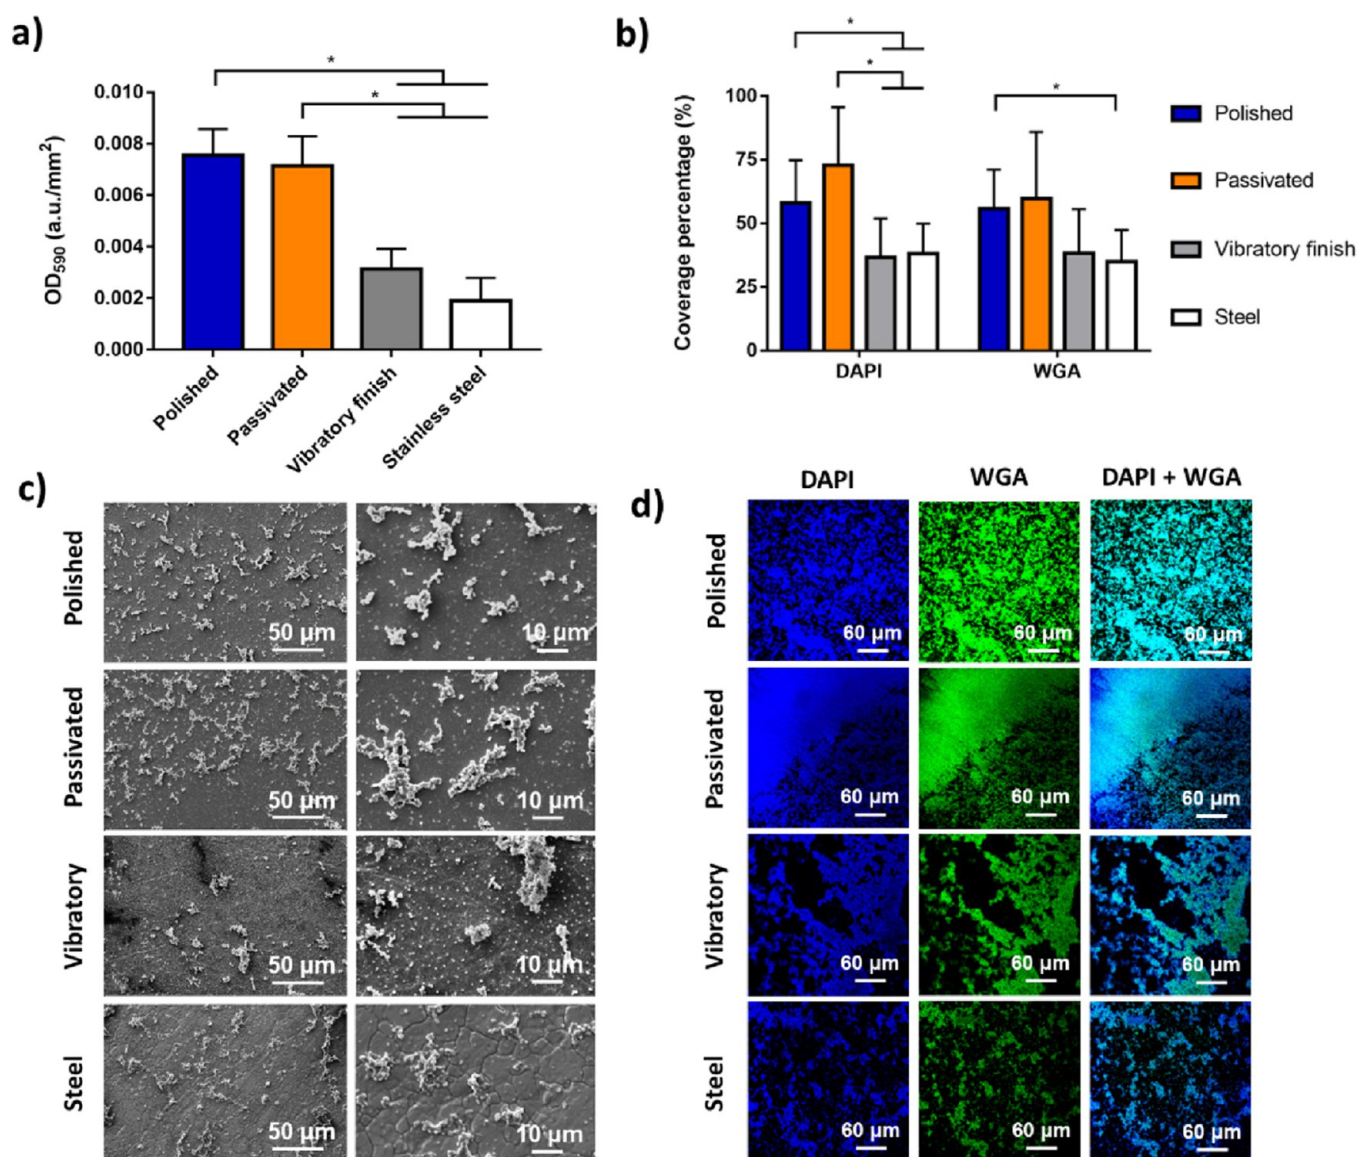 a)
*
*
0.010
0.008
0.006
0.004
0.002
0.000
OD590 (a.u./mm2)
Polished
Passivated
Vibratory finish
Stainless steel
b)
*
*
*
100
75
50
25
0
Coverage percentage (%)
DAPI
WGA
Polished
Passivated
Vibratory finish
Steel
c)
Polished
50 µm
10 µm
Passivated
50 µm
10 µm
Vibratory
50 µm
10 µm
Steel
50 µm
10 µm
d)
DAPI
WGA
DAPI + WGA
Polished
60 µm
60 µm
60 µm
Passivated
60 µm
60 µm
60 µm
Vibratory
60 µm
60 µm
60 µm
Steel
60 µm
60 µm
60 µm